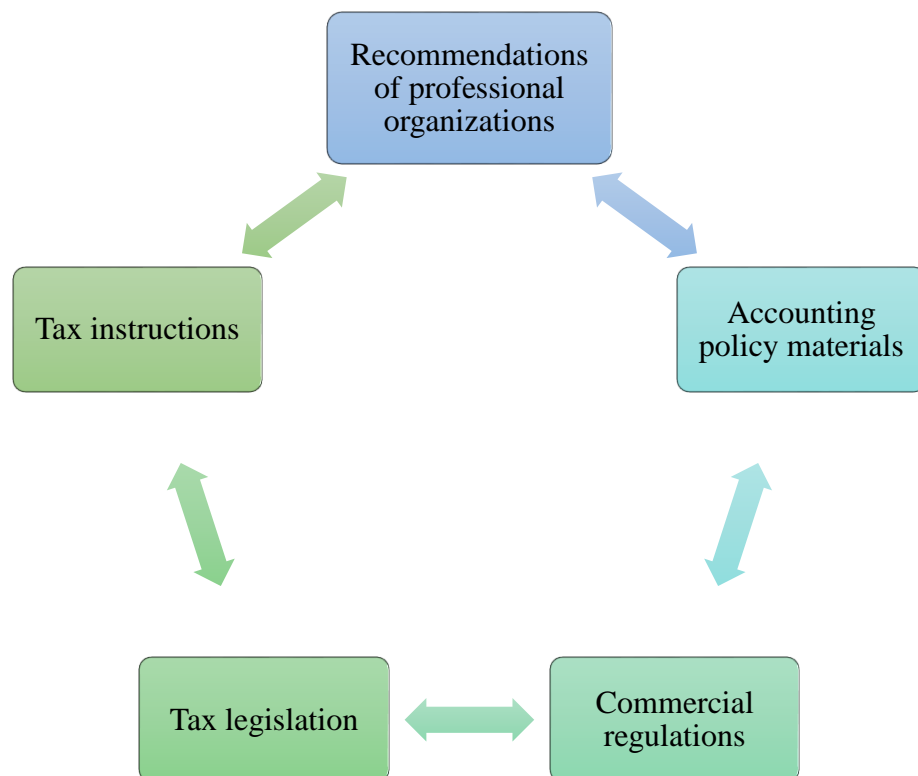 Recommendations
of professional
organizations
Tax instructions
Accounting
policy materials
Tax legislation
Commercial
regulations